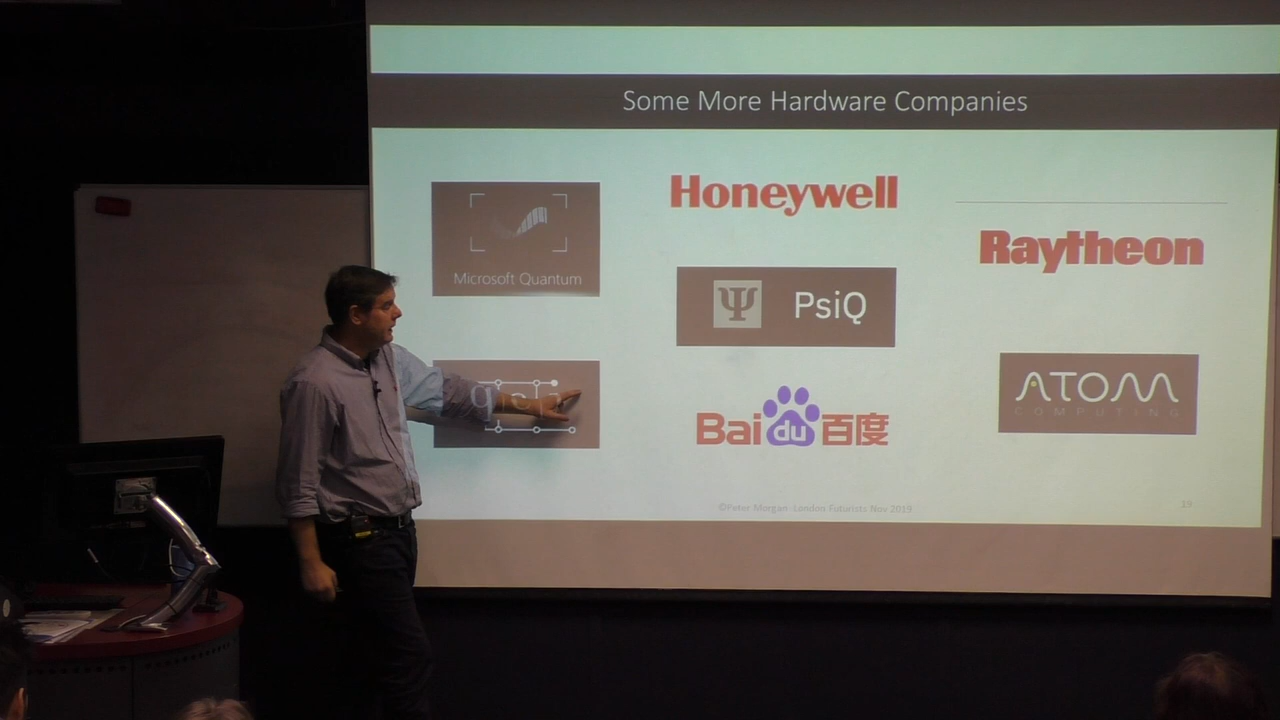 Some More Hardware Companies
Microsoft Quantum
Honeywell
Raytheon
Ψ PsiQ
Baidu百度
ATOM
COMPUTING
©Peter Morgan: London Futurists Nov 2019
19